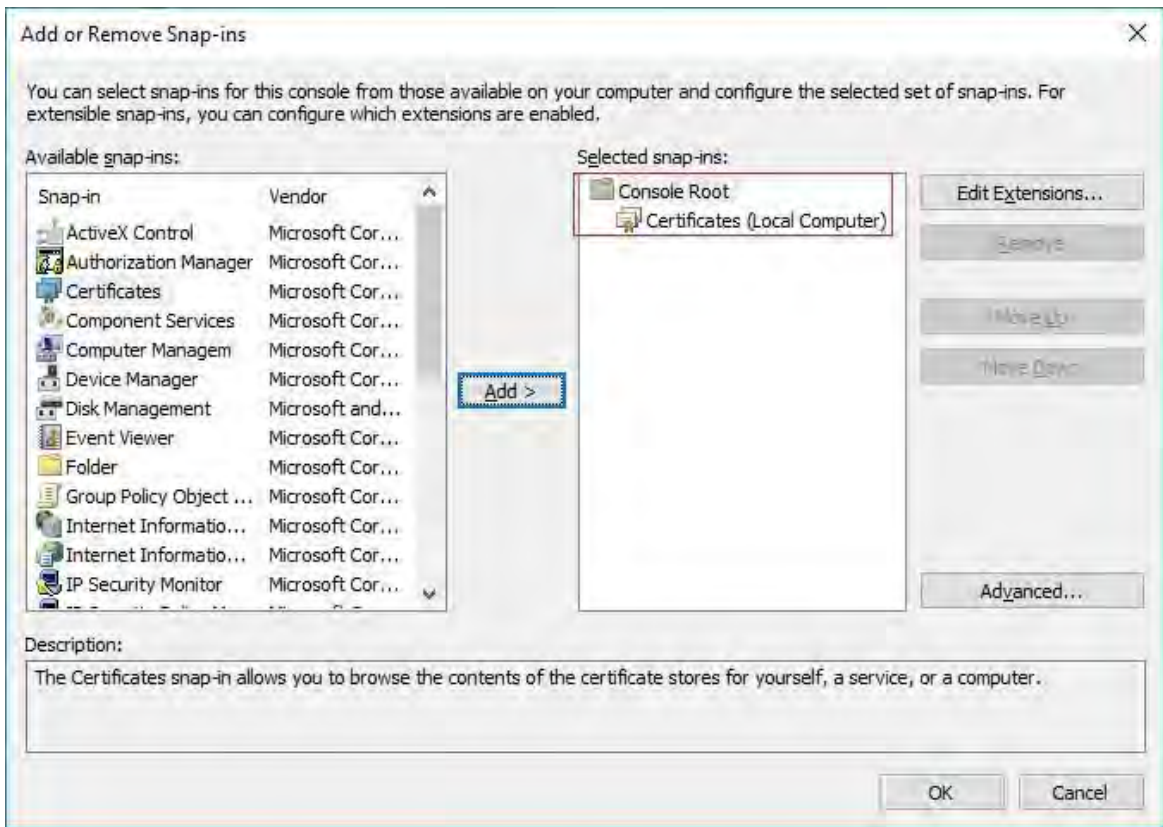 Add or Remove Snap-ins
You can select snap-ins for this console from those available on your computer and configure the selected set of snap-ins. For
extensible snap-ins, you can configure which extensions are enabled.
Available snap-ins:
Selected snap-ins:
Snap-in Vendor
ActiveX Control Microsoft Cor...
Authorization Manager Microsoft Cor...
Certificates Microsoft Cor...
Component Services Microsoft Cor...
Computer Managem Microsoft Cor...
Device Manager Microsoft Cor...
Disk Management Microsoft and...
Event Viewer Microsoft Cor...
Folder Microsoft Cor...
Group Policy Object ... Microsoft Cor...
Internet Informatio... Microsoft Cor...
Internet Informatio... Microsoft Cor...
IP Security Monitor Microsoft Cor...
Add >
Console Root
Certificates (Local Computer)
Edit Extensions...
Remove
Move Up
Move Down
Advanced...
Description:
The Certificates snap-in allows you to browse the contents of the certificate stores for yourself, a service, or a computer.
OK
Cancel